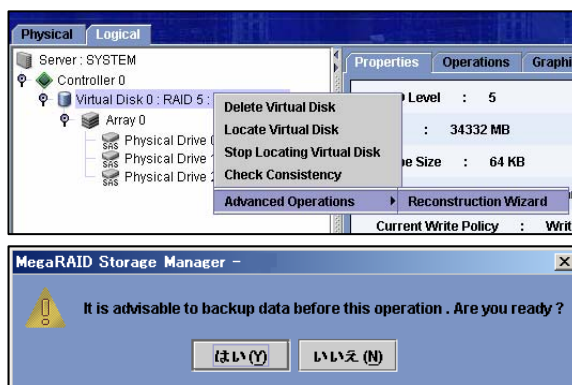 Physical Logical
Server : SYSTEM
Controller 0
Virtual Disk 0 : RAID 5 :
Array 0
Physical Drive
Physical Drive
Physical Drive
SAS
SAS
SAS
Delete Virtual Disk
Locate Virtual Disk
Stop Locating Virtual Disk
Check Consistency
Advanced Operations
Reconstruction Wizard
Properties Operations Graphi
Level : 5
: 34332 MB
Size : 64 KB
Current Write Policy : Writ
MegaRAID Storage Manager -
It is advisable to backup data before this operation . Are you ready ?
はい(Y) いいえ(N)